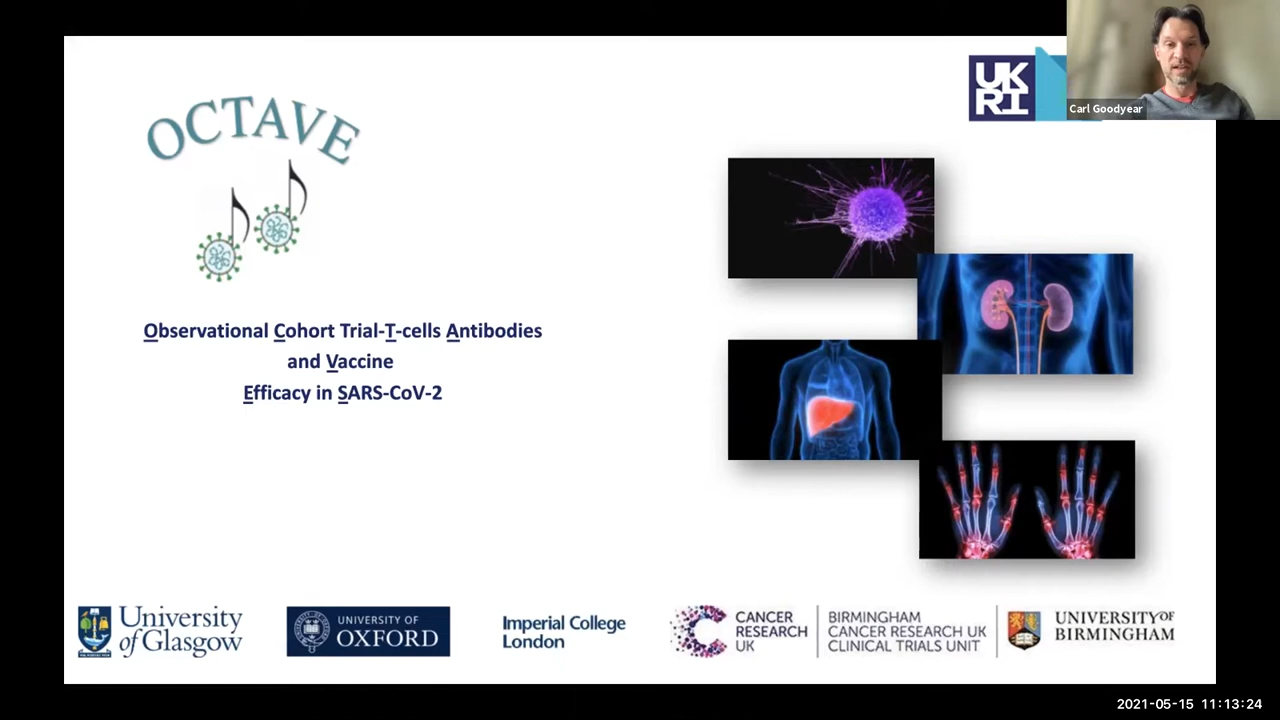 OCTAVE
UK
RI
Carl Goodyear
Observational Cohort Trial-T-cells Antibodies
and Vaccine
Efficacy in SARS-CoV-2
University
of Glasgow
UNIVERSITY OF
OXFORD
Imperial College
London
CANCER
RESEARCH
UK
BIRMINGHAM
CANCER RESEARCH UK
CLINICAL TRIALS UNIT
UNIVERSITY OF
BIRMINGHAM
2021-05-15 11:13:24